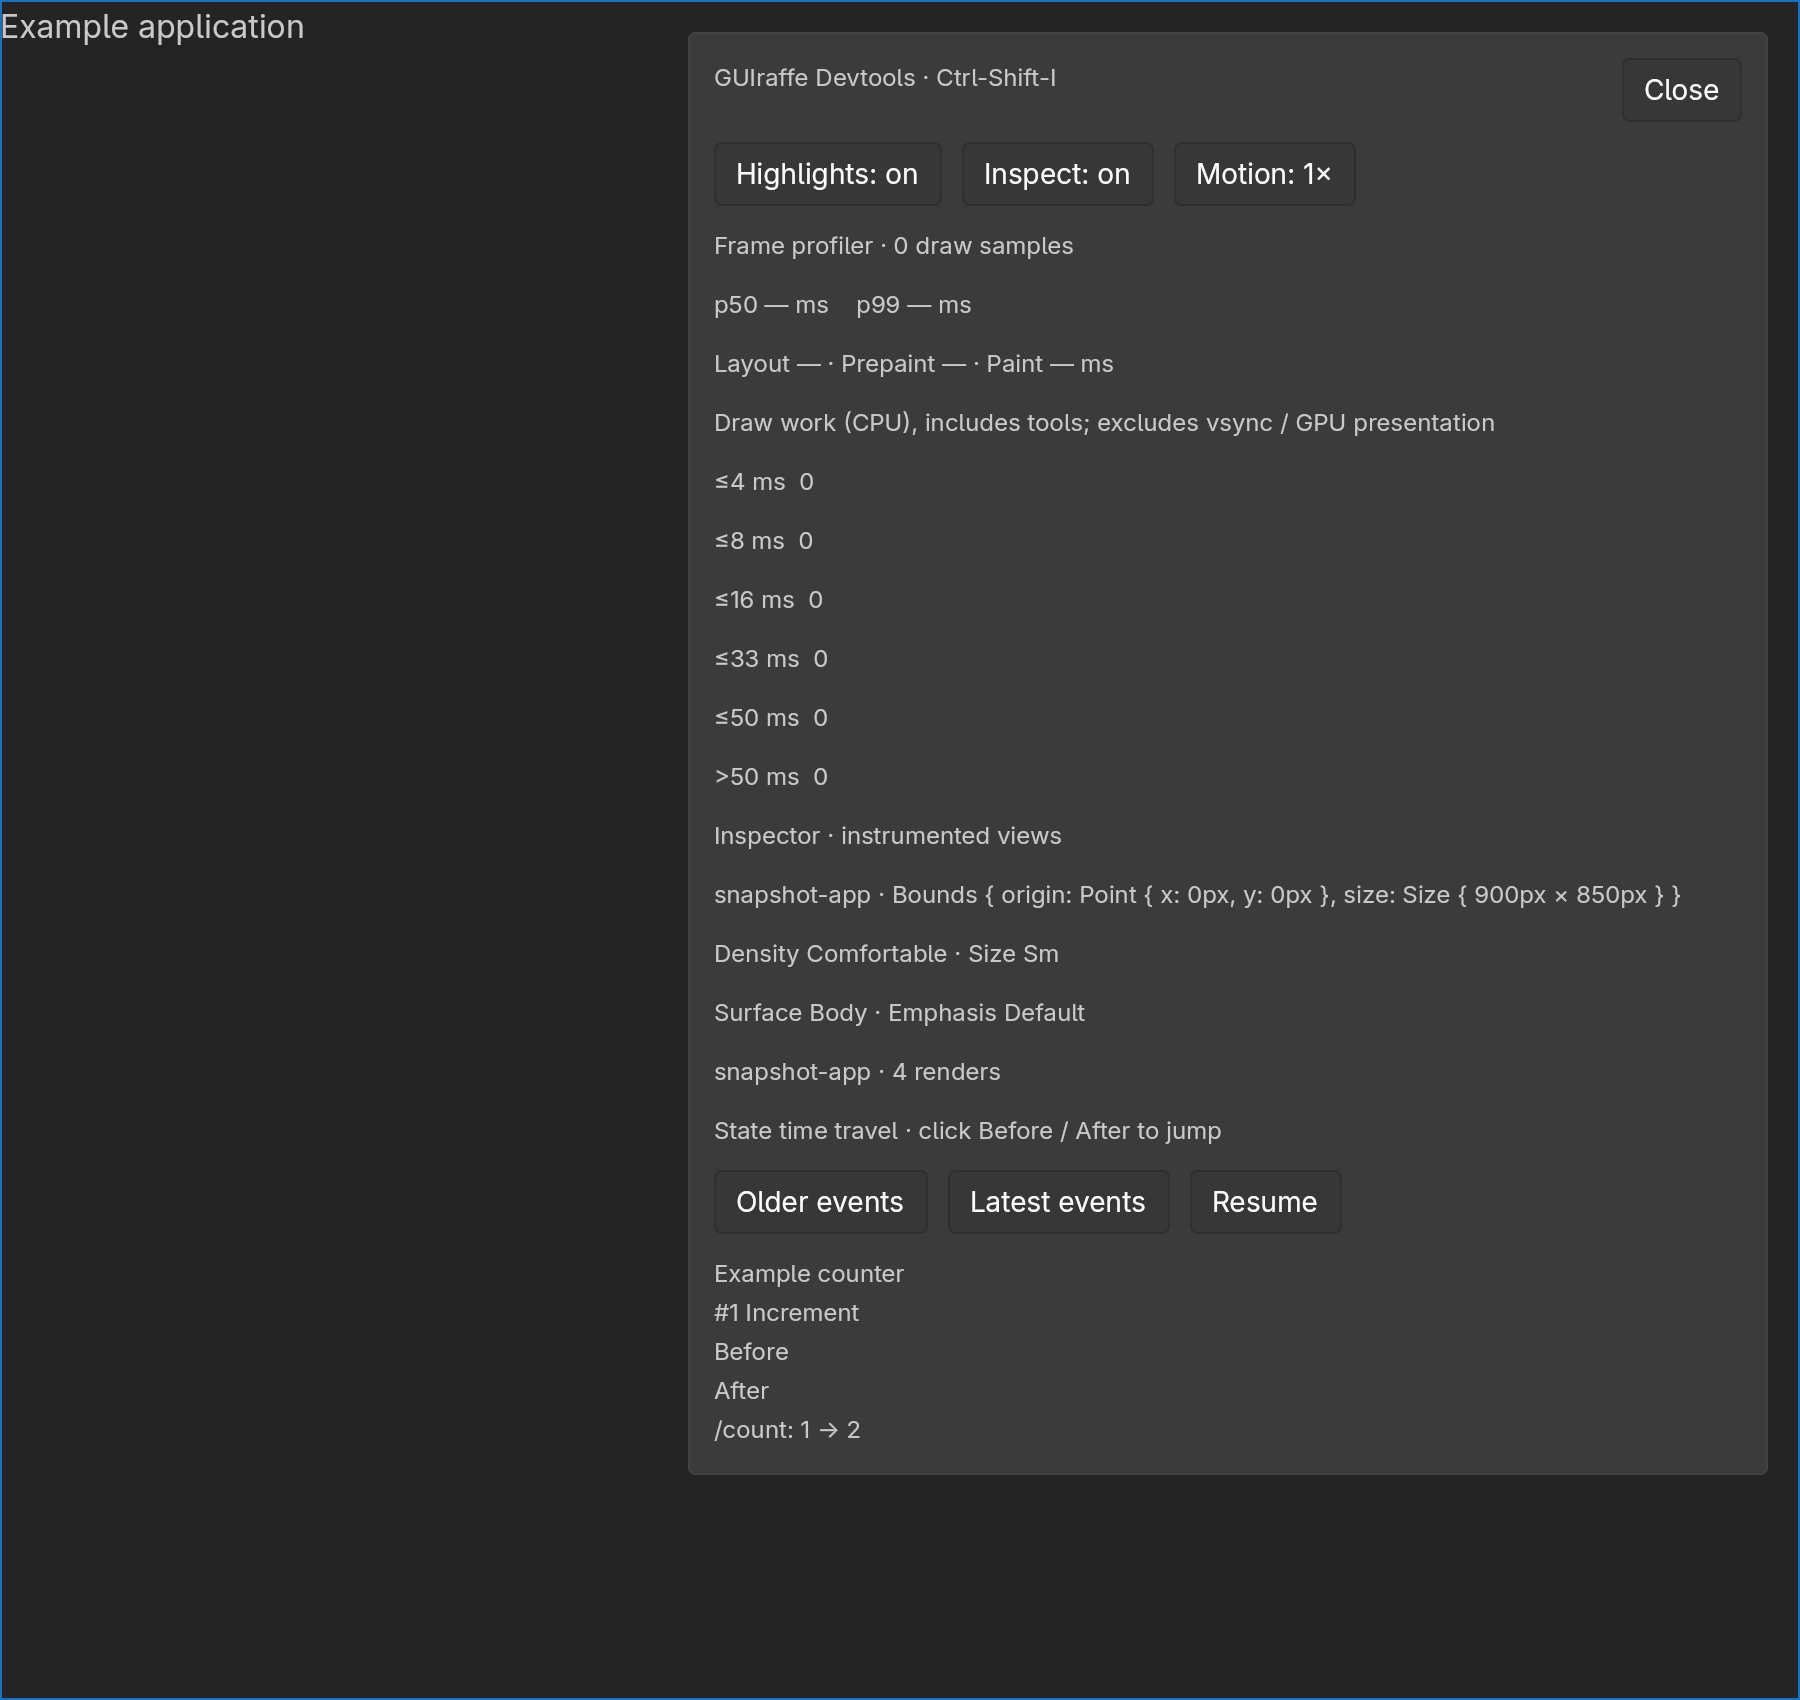 Example application
GUIraffe Devtools · Ctrl-Shift-I
Close
Highlights: on
Inspect: on
Motion: 1×
Frame profiler · 0 draw samples
p50 — ms p99 — ms
Layout — · Prepaint — · Paint — ms
Draw work (CPU), includes tools; excludes vsync / GPU presentation
≤4 ms 0
≤8 ms 0
≤16 ms 0
≤33 ms 0
≤50 ms 0
>50 ms 0
Inspector · instrumented views
snapshot-app · Bounds { origin: Point { x: 0px, y: 0px }, size: Size { 900px × 850px } }
Density Comfortable · Size Sm
Surface Body · Emphasis Default
snapshot-app · 4 renders
State time travel · click Before / After to jump
Older events
Latest events
Resume
Example counter
#1 Increment
Before
After
/count: 1 → 2